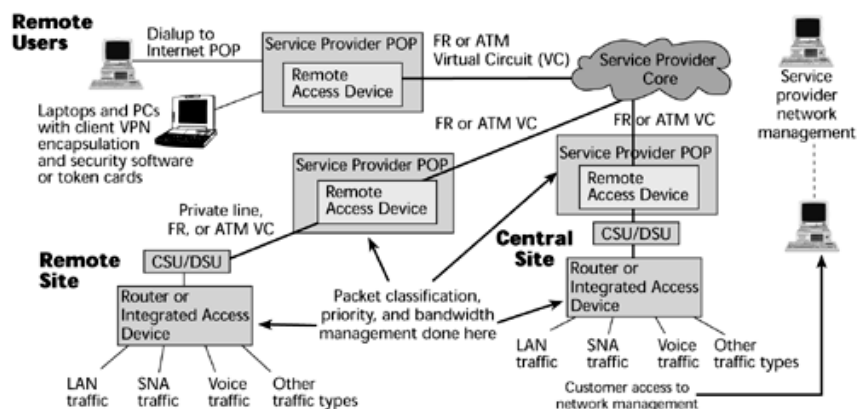 Remote
Users
Dialup to
Internet POP
Service Provider POP
Remote
Access Device
FR or ATM
Virtual Circuit (VC)
Service Provider
Core
Service
provider
network
management
Laptops and PCs
with client VPN
encapsulation
and security software
or token cards
FR or ATM VC
FR or ATM VC
Service Provider POP
Remote
Access Device
Service Provider POP
Remote
Access Device
Private line,
FR, or ATM VC
Remote
Site
CSU/DSU
Router or
Integrated Access
Device
LAN
traffic
SNA
traffic
Voice
traffic
Other
traffic types
Packet classification,
priority, and bandwidth
management done here
Central
Site
CSU/DSU
Router or
Integrated Access
Device
LAN
traffic
SNA
traffic
Voice
traffic
Other
traffic types
Customer access to
network management